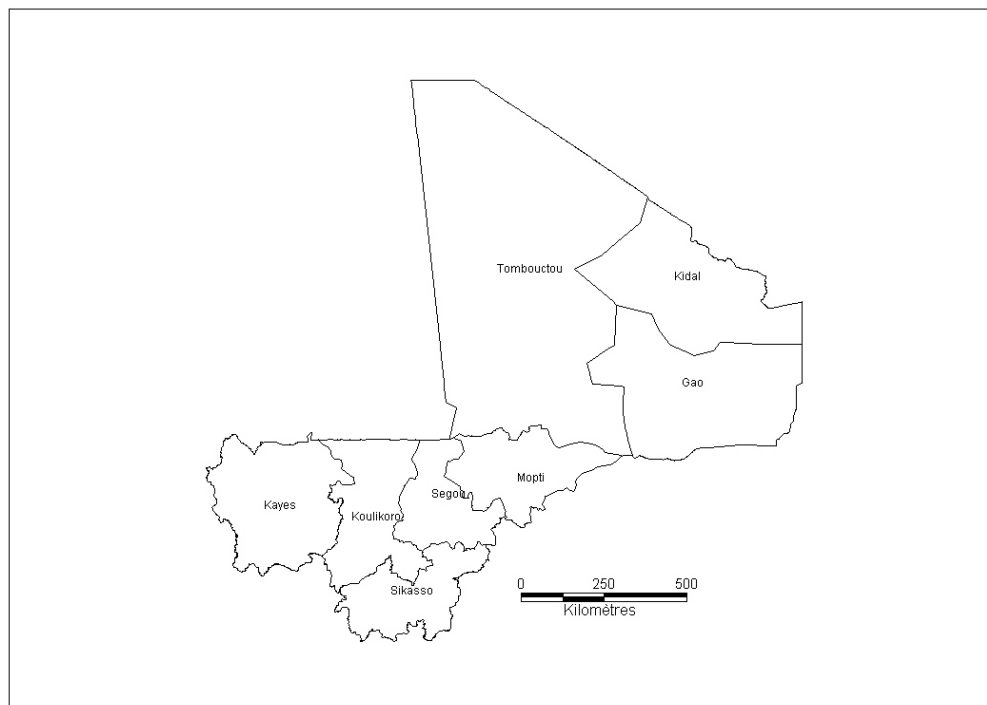 Tombouctou
Kidal
Gao
Mopti
Segou
Kayes
Koulikoro
Sikasso
0 250 500
Kilomètres